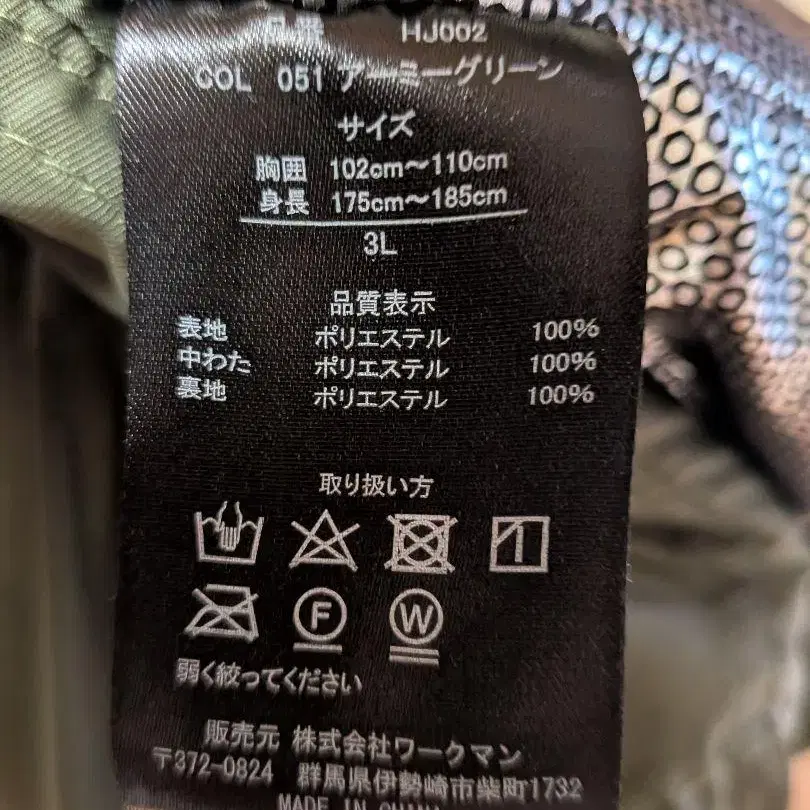 品番 HJ002
COL 051 アーミーグリーン
サイズ
胸囲 102cm～110cm
身長 175cm～185cm
3L
品質表示
表地 ポリエステル 100%
中わた ポリエステル 100%
裏地 ポリエステル 100%
取り扱い方
F W
弱く絞ってください
販売元 株式会社ワークマン
〒372-0824 群馬県伊勢崎市柴町1732
MADE IN CHINA